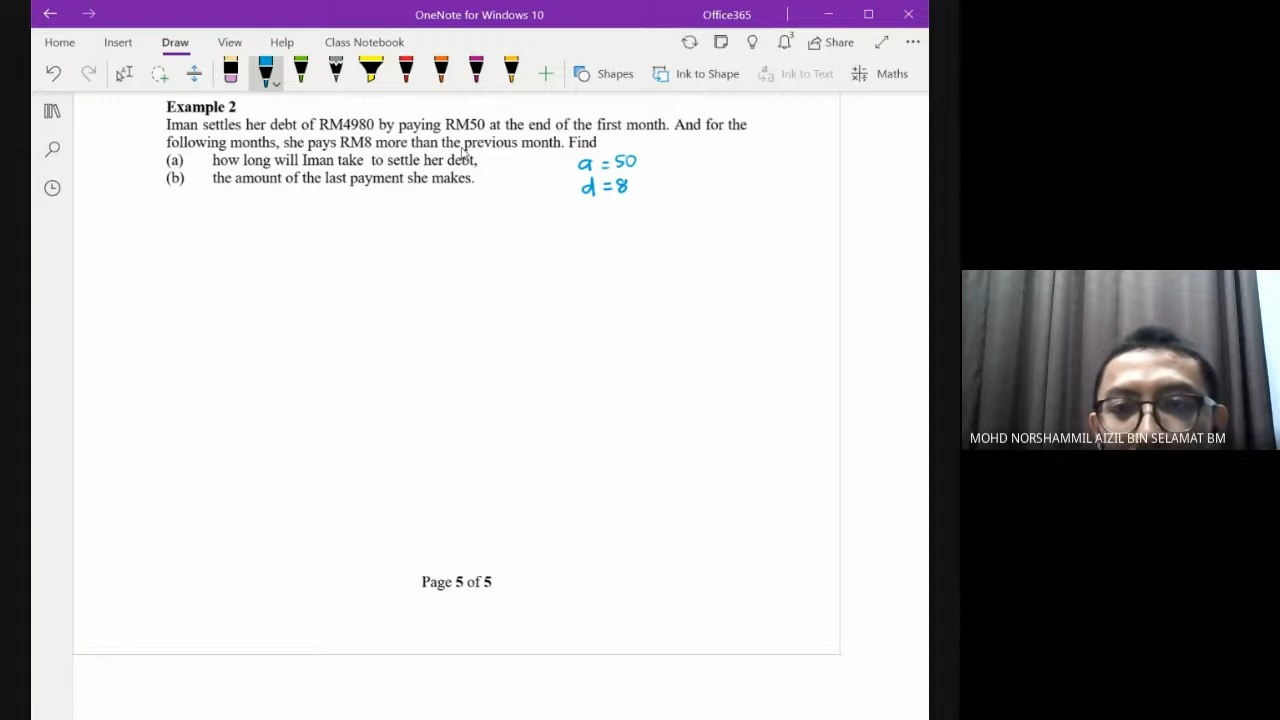 OneNote for Windows 10
Office365
Home Insert Draw View Help Class Notebook
3
Share
Shapes Ink to Shape Ink to Text Maths
Example 2
Iman settles her debt of RM4980 by paying RM50 at the end of the first month. And for the
following months, she pays RM8 more than the previous month. Find
(a) how long will Iman take to settle her debt,
(b) the amount of the last payment she makes.
a = 50
d = 8
Page 5 of 5
MOHD NORSHAMMIL AIZIL BIN SELAMAT BM